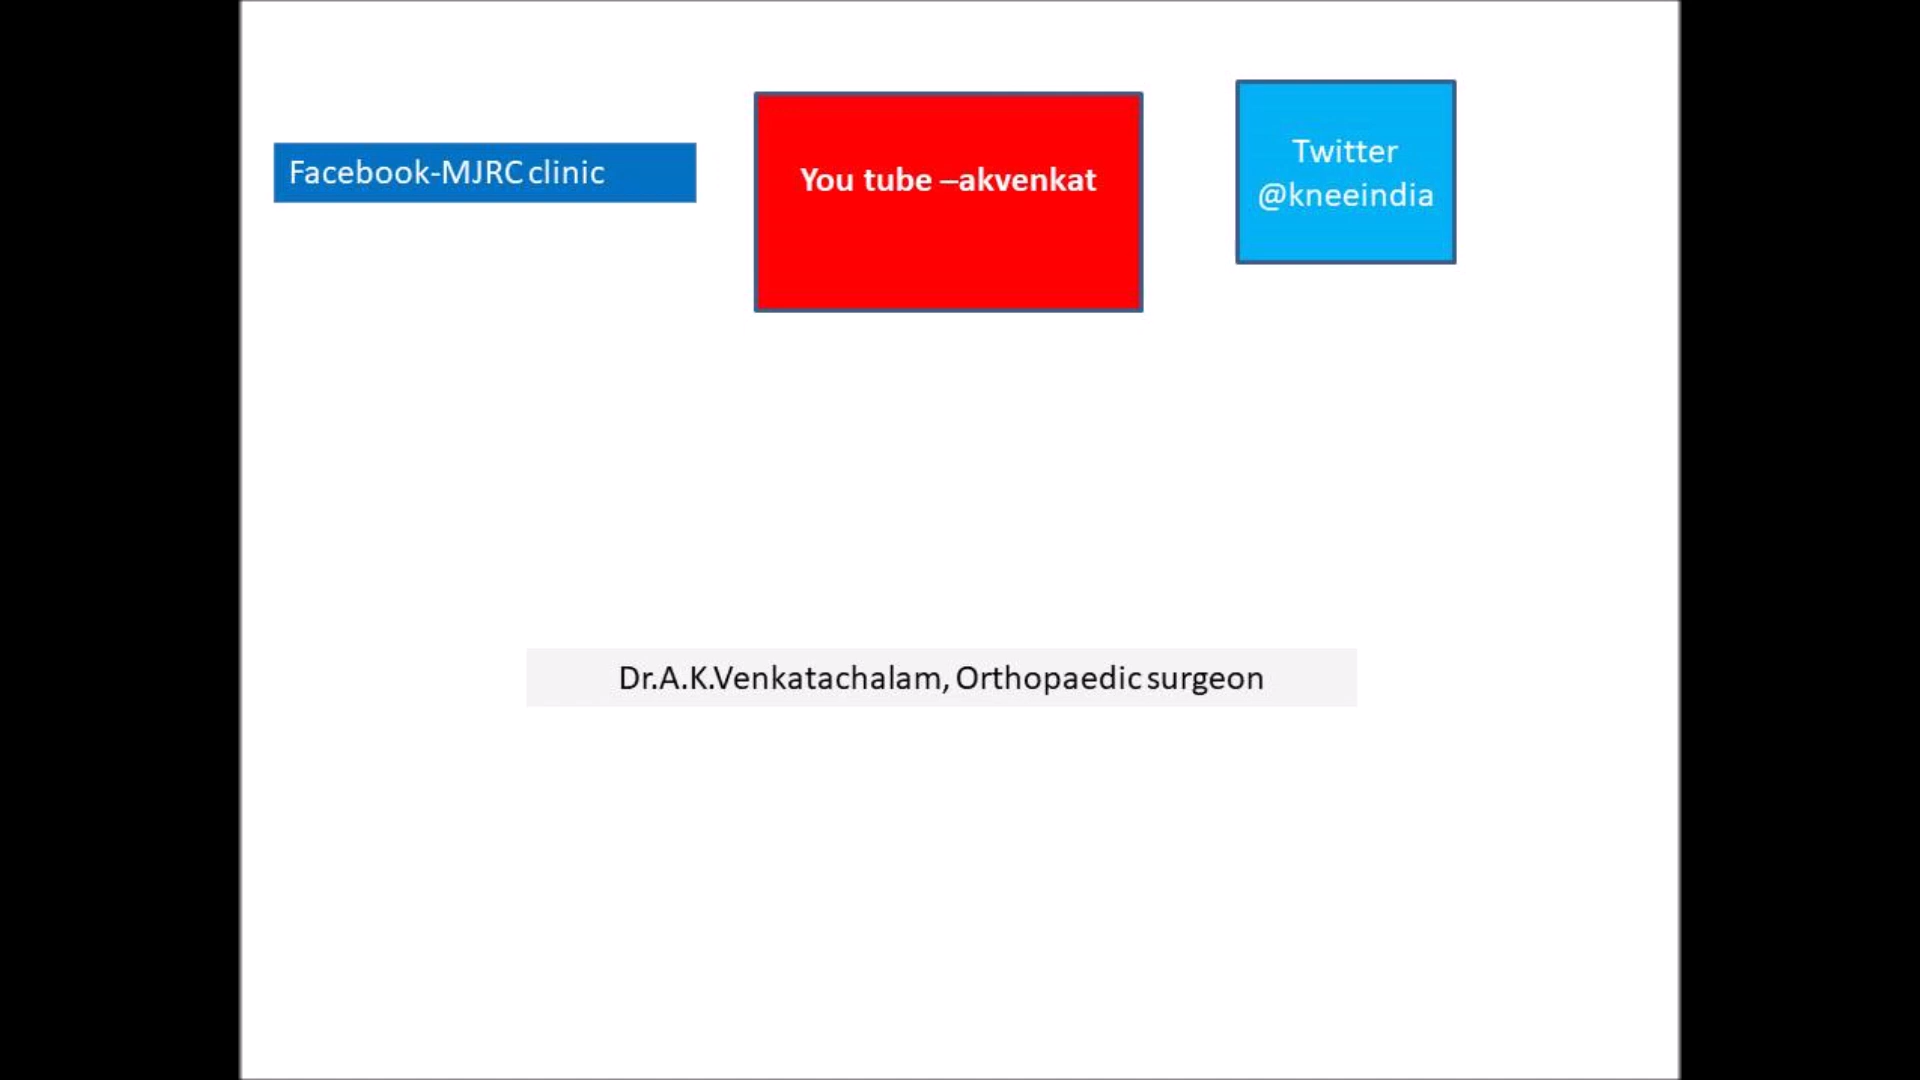 Facebook-MJRC clinic
You tube –akvenkat
Twitter
@kneeindia
Dr.A.K.Venkatachalam, Orthopaedic surgeon